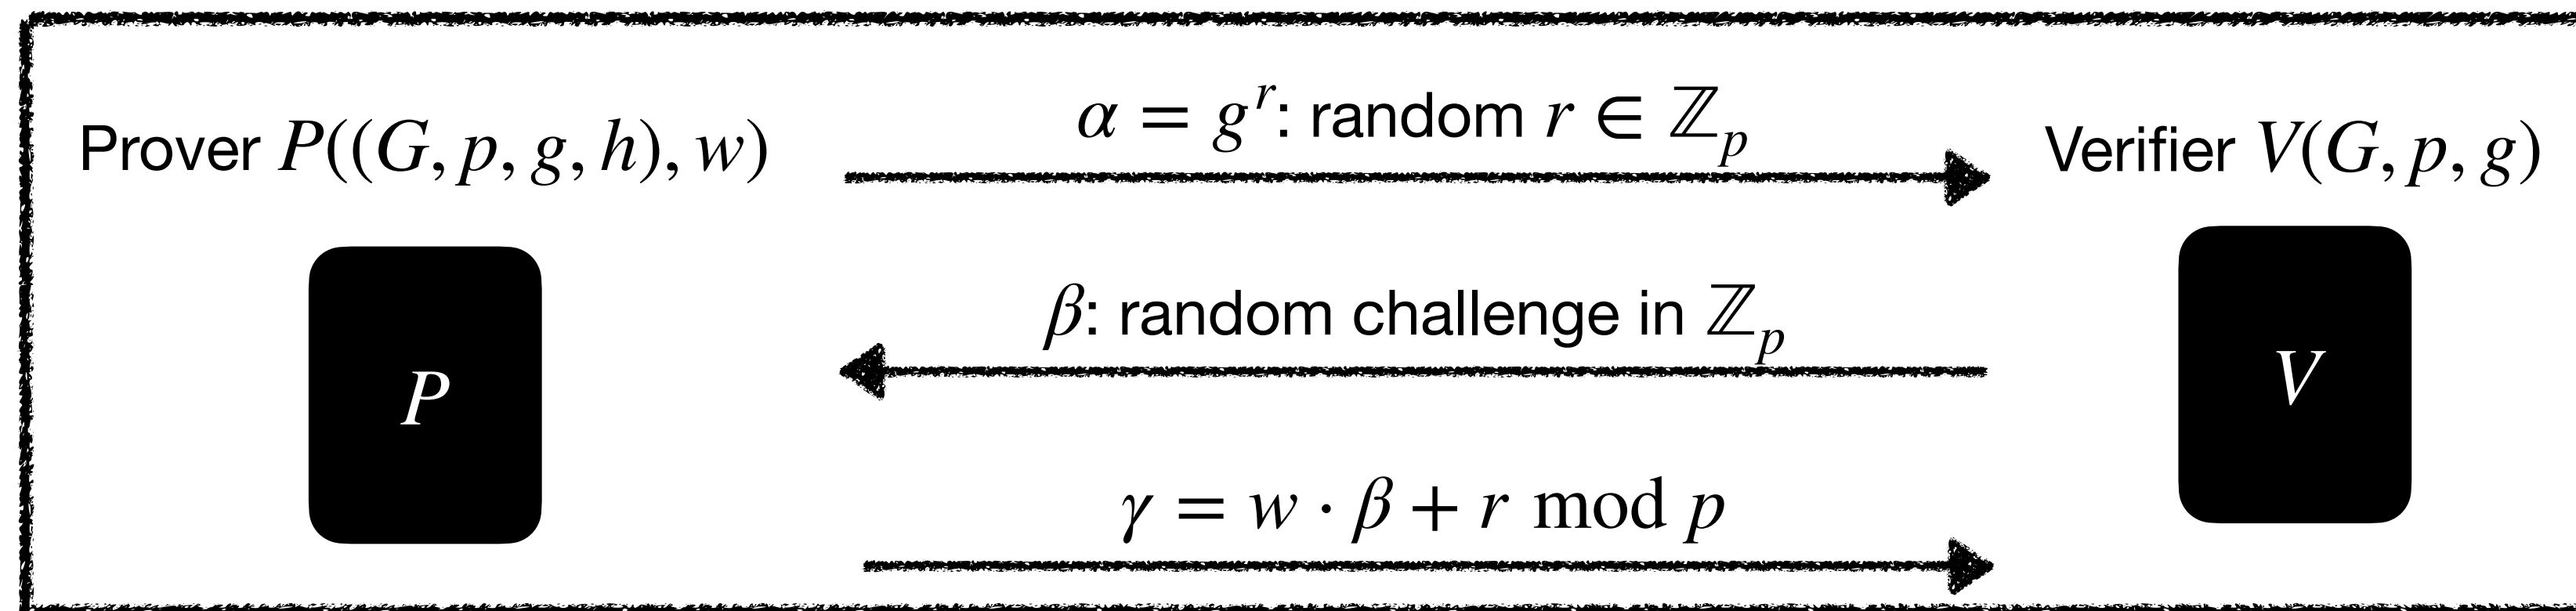 Prover P((G, p, g, h), w)
α = g^r: random r ∈ ℤ_p
Verifier V(G, p, g)
β: random challenge in ℤ_p
P
V
γ = w · β + r mod p